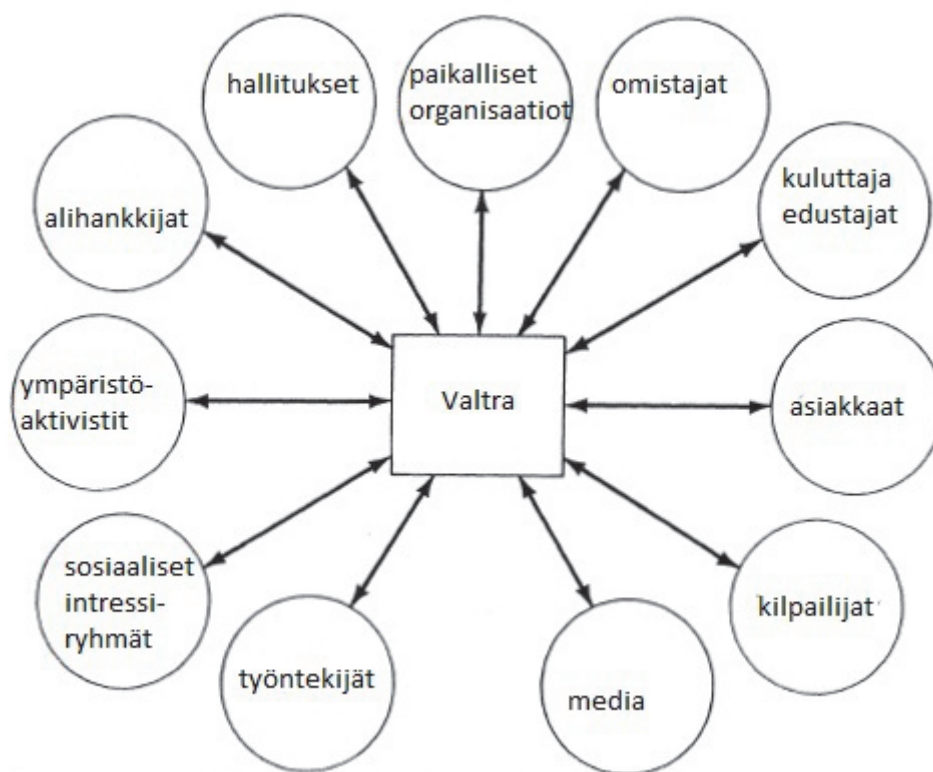 hallitukset
paikalliset
organisaatiot
omistajat
kuluttaja
edustajat
alihankkijat
ympäristö-
aktivistit
Valtra
asiakkaat
sosiaaliset
intressi-
ryhmät
kilpailijat
työntekijät
media